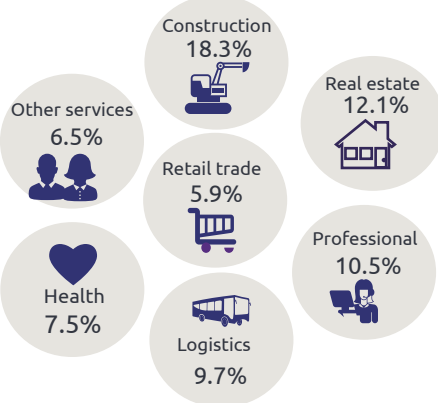 Construction
18.3%
Real estate
12.1%
Other services
6.5%
Retail trade
5.9%
Professional
10.5%
Health
7.5%
Logistics
9.7%